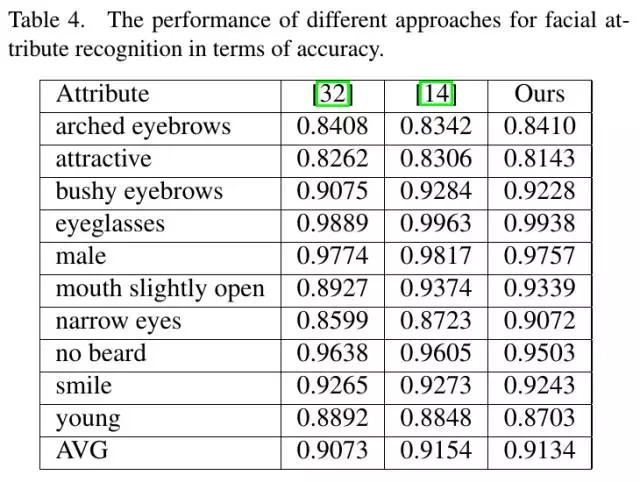 Table 4. The performance of different approaches for facial at-
tribute recognition in terms of accuracy.
Attribute [32] [14] Ours
arched eyebrows 0.8408 0.8342 0.8410
attractive 0.8262 0.8306 0.8143
bushy eyebrows 0.9075 0.9284 0.9228
eyeglasses 0.9889 0.9963 0.9938
male 0.9774 0.9817 0.9757
mouth slightly open 0.8927 0.9374 0.9339
narrow eyes 0.8599 0.8723 0.9072
no beard 0.9638 0.9605 0.9503
smile 0.9265 0.9273 0.9243
young 0.8892 0.8848 0.8703
AVG 0.9073 0.9154 0.9134